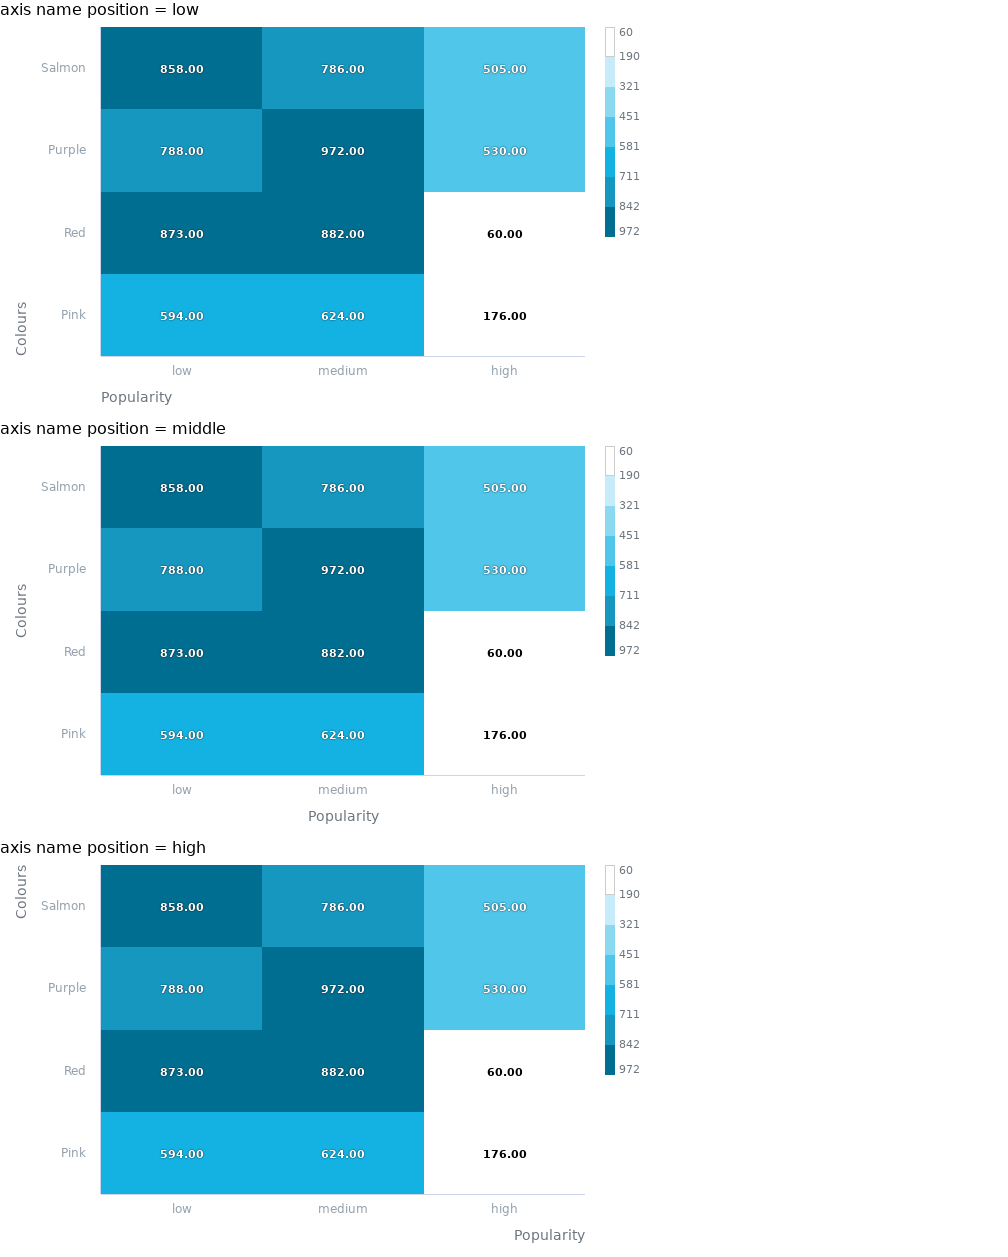 axis name position = low
60
Salmon 858.00 786.00 505.00
190
321
451
Purple 788.00 972.00 530.00
581
711
842
Red 873.00 882.00 60.00
972
Pink 594.00 624.00 176.00
Colours
low medium high
Popularity
axis name position = middle
60
190
Salmon 858.00 786.00 505.00
321
451
Purple 788.00 972.00 530.00
581
Colours
711
842
Red 873.00 882.00 60.00
972
Pink 594.00 624.00 176.00
low medium high
Popularity
axis name position = high
60
Colours
190
Salmon 858.00 786.00 505.00
321
451
Purple 788.00 972.00 530.00
581
711
842
Red 873.00 882.00 60.00
972
Pink 594.00 624.00 176.00
low medium high
Popularity